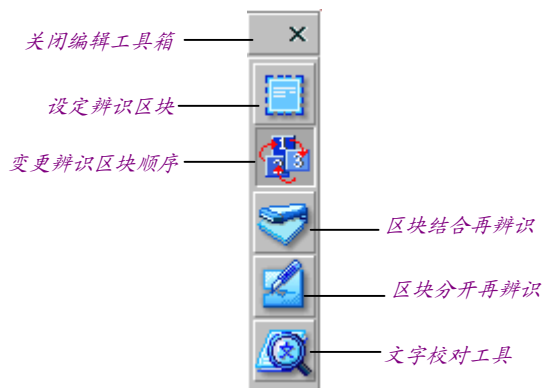 关闭编辑工具箱
设定辨识区块
变更辨识区块顺序
区块结合再辨识
区块分开再辨识
文字校对工具